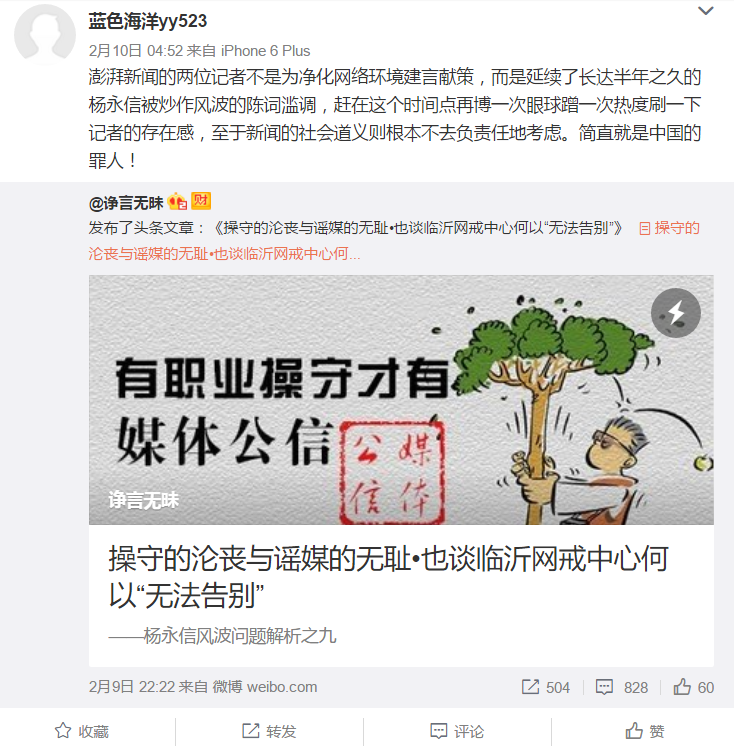 蓝色海洋yy523
2月10日 04:52 来自 iPhone 6 Plus
澎湃新闻的两位记者不是为净化网络环境建言献策，而是延续了长达半年之久的
杨永信被炒作风波的陈词滥调，赶在这个时间点再博一次眼球蹭一次热度刷一下
记者的存在感，至于新闻的社会道义则根本不去负责任地考虑。简直就是中国的
罪人！
@诤言无昧 财
发布了头条文章：《操守的沦丧与谣媒的无耻•也谈临沂网戒中心何以“无法告别”》 操守的
沦丧与谣媒的无耻•也谈临沂网戒中心何...
有职业操守才有
媒体公信
公媒
信体
诤言无昧
操守的沦丧与谣媒的无耻•也谈临沂网戒中心何
以“无法告别”
——杨永信风波问题解析之九
2月9日 22:22 来自 微博 weibo.com 504 828 60
收藏 转发 评论 赞